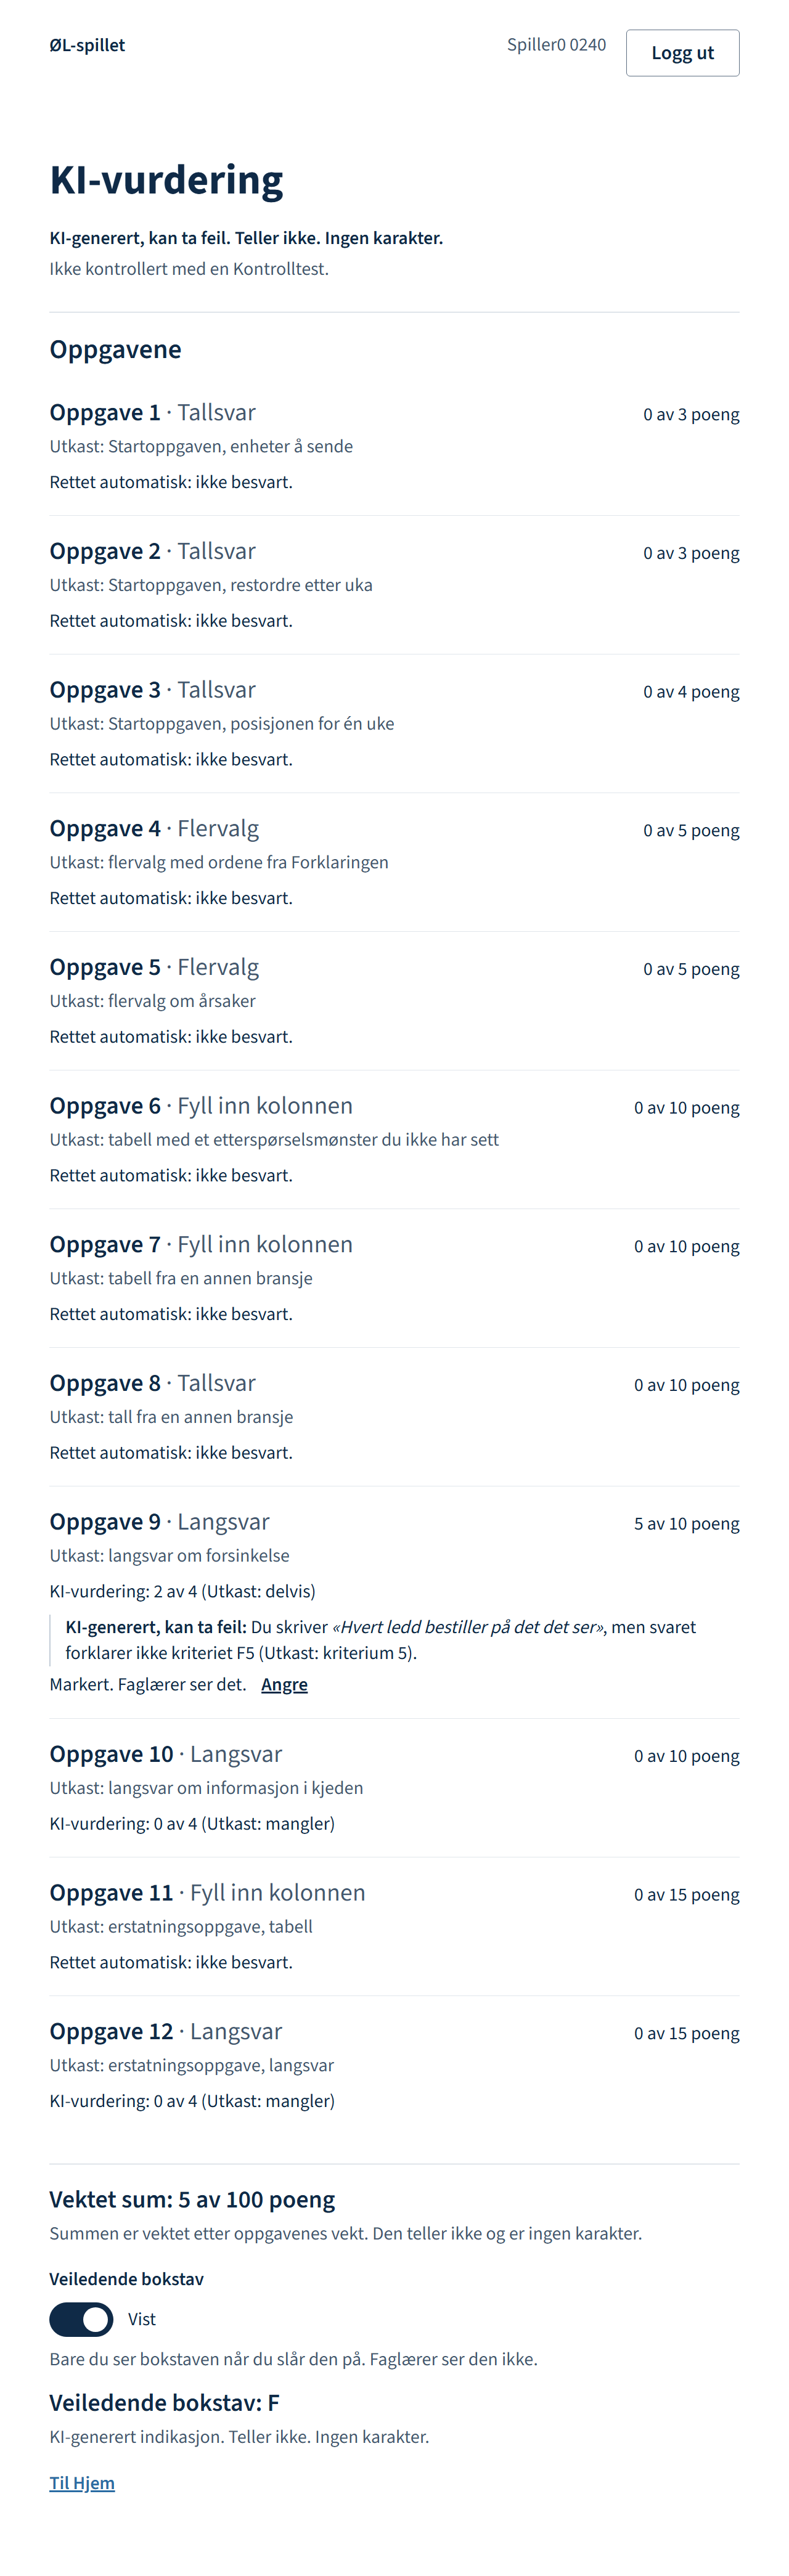 ØL-spillet
Spiller0 0240
Logg ut
KI-vurdering
KI-generert, kan ta feil. Teller ikke. Ingen karakter.
Ikke kontrollert med en Kontrolltest.
Oppgavene
Oppgave 1 · Tallsvar
0 av 3 poeng
Utkast: Startoppgaven, enheter å sende
Rettet automatisk: ikke besvart.
Oppgave 2 · Tallsvar
0 av 3 poeng
Utkast: Startoppgaven, restordre etter uka
Rettet automatisk: ikke besvart.
Oppgave 3 · Tallsvar
0 av 4 poeng
Utkast: Startoppgaven, posisjonen for én uke
Rettet automatisk: ikke besvart.
Oppgave 4 · Flervalg
0 av 5 poeng
Utkast: flervalg med ordene fra Forklaringen
Rettet automatisk: ikke besvart.
Oppgave 5 · Flervalg
0 av 5 poeng
Utkast: flervalg om årsaker
Rettet automatisk: ikke besvart.
Oppgave 6 · Fyll inn kolonnen
0 av 10 poeng
Utkast: tabell med et etterspørselsmønster du ikke har sett
Rettet automatisk: ikke besvart.
Oppgave 7 · Fyll inn kolonnen
0 av 10 poeng
Utkast: tabell fra en annen bransje
Rettet automatisk: ikke besvart.
Oppgave 8 · Tallsvar
0 av 10 poeng
Utkast: tall fra en annen bransje
Rettet automatisk: ikke besvart.
Oppgave 9 · Langsvar
5 av 10 poeng
Utkast: langsvar om forsinkelse
KI-vurdering: 2 av 4 (Utkast: delvis)
KI-generert, kan ta feil: Du skriver «Hvert ledd bestiller på det det ser», men svaret
forklarer ikke kriteriet F5 (Utkast: kriterium 5).
Markert. Faglærer ser det. Angre
Oppgave 10 · Langsvar
0 av 10 poeng
Utkast: langsvar om informasjon i kjeden
KI-vurdering: 0 av 4 (Utkast: mangler)
Oppgave 11 · Fyll inn kolonnen
0 av 15 poeng
Utkast: erstatningsoppgave, tabell
Rettet automatisk: ikke besvart.
Oppgave 12 · Langsvar
0 av 15 poeng
Utkast: erstatningsoppgave, langsvar
KI-vurdering: 0 av 4 (Utkast: mangler)
Vektet sum: 5 av 100 poeng
Summen er vektet etter oppgavenes vekt. Den teller ikke og er ingen karakter.
Veiledende bokstav
Vist
Bare du ser bokstaven når du slår den på. Faglærer ser den ikke.
Veiledende bokstav: F
KI-generert indikasjon. Teller ikke. Ingen karakter.
Til Hjem